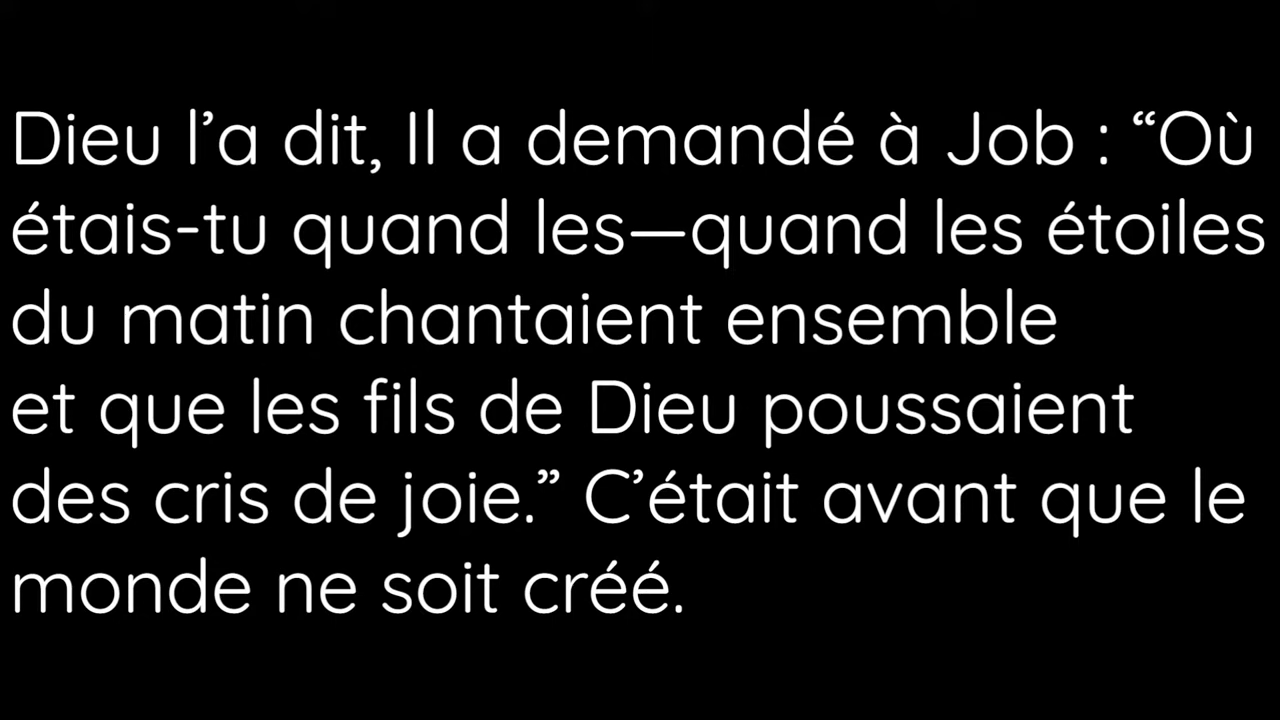 Dieu l’a dit, Il a demandé à Job : “Où
étais-tu quand les—quand les étoiles
du matin chantaient ensemble
et que les fils de Dieu poussaient
des cris de joie.” C’était avant que le
monde ne soit créé.